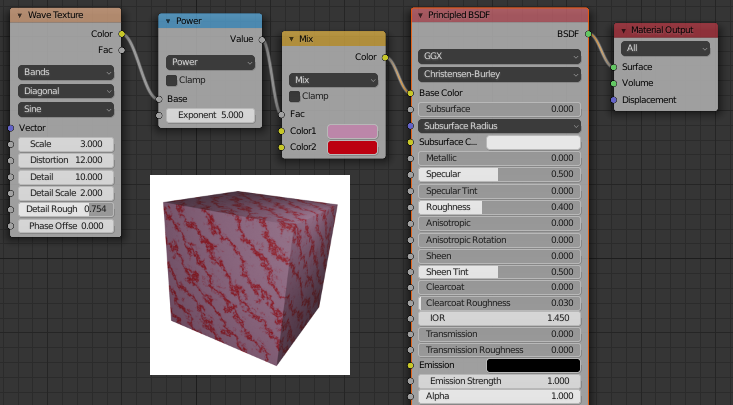 Wave Texture
Color
Fac
Bands
Diagonal
Sine
Vector
Scale 3.000
Distortion 12.000
Detail 10.000
Detail Scale 2.000
Detail Rough 0.754
Phase Offse 0.000
Power
Value
Power
Clamp
Base
Exponent 5.000
Mix
Color
Mix
Clamp
Fac
Color1
Color2
Principled BSDF
BSDF
GGX
Christensen-Burley
Base Color
Subsurface 0.000
Subsurface Radius
Subsurface C...
Metallic 0.000
Specular 0.500
Specular Tint 0.000
Roughness 0.400
Anisotropic 0.000
Anisotropic Rotation 0.000
Sheen 0.000
Sheen Tint 0.500
Clearcoat 0.000
Clearcoat Roughness 0.030
IOR 1.450
Transmission 0.000
Transmission Roughness 0.000
Emission
Emission Strength 1.000
Alpha 1.000
Material Output
All
Surface
Volume
Displacement